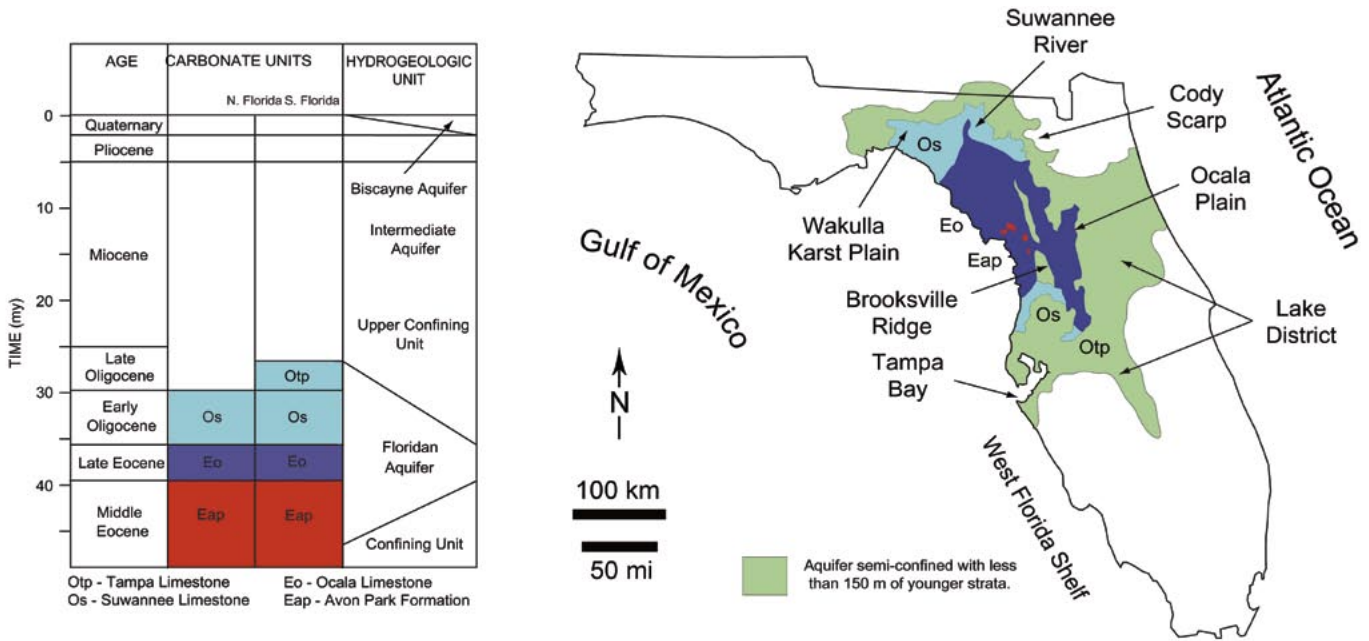 AGE
CARBONATE UNITS
N. Florida S. Florida
HYDROGEOLOGIC
UNIT
TIME (my)
0
10
20
30
40
Quaternary
Pliocene
Miocene
Late
Oligocene
Early
Oligocene
Late Eocene
Middle
Eocene
Otp
Os
Os
Eo
Eo
Eap
Eap
Biscayne Aquifer
Intermediate
Aquifer
Upper Confining
Unit
Floridan
Aquifer
Confining Unit
Otp - Tampa Limestone
Eo - Ocala Limestone
Os - Suwannee Limestone
Eap - Avon Park Formation
Suwannee
River
Cody
Scarp
Atlantic Ocean
Ocala
Plain
Os
Wakulla
Karst Plain
Eo
Eap
Gulf of Mexico
Brooksville
Ridge
Os
Otp
Lake
District
Tampa
Bay
N
West Florida Shelf
100 km
50 mi
Aquifer semi-confined with less
than 150 m of younger strata.